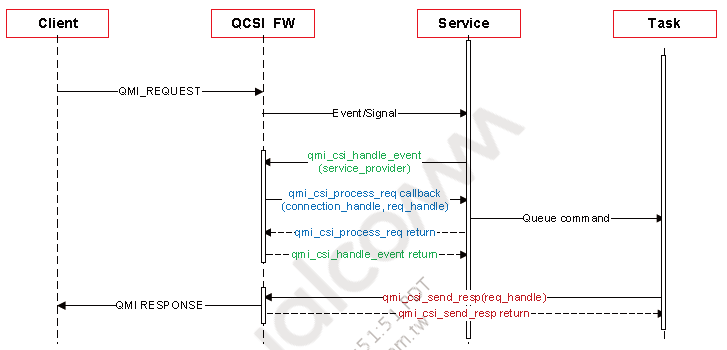 Client
QCSI FW
Service
Task
QMI_REQUEST
Event/Signal
qmi_csi_handle_event
(service_provider)
qmi_csi_process_req callback
(connection_handle, req_handle)
Queue command
qmi_csi_process_req return
qmi_csi_handle_event return
qmi_csi_send_resp(req_handle)
QMI RESPONSE
qmi_csi_send_resp return